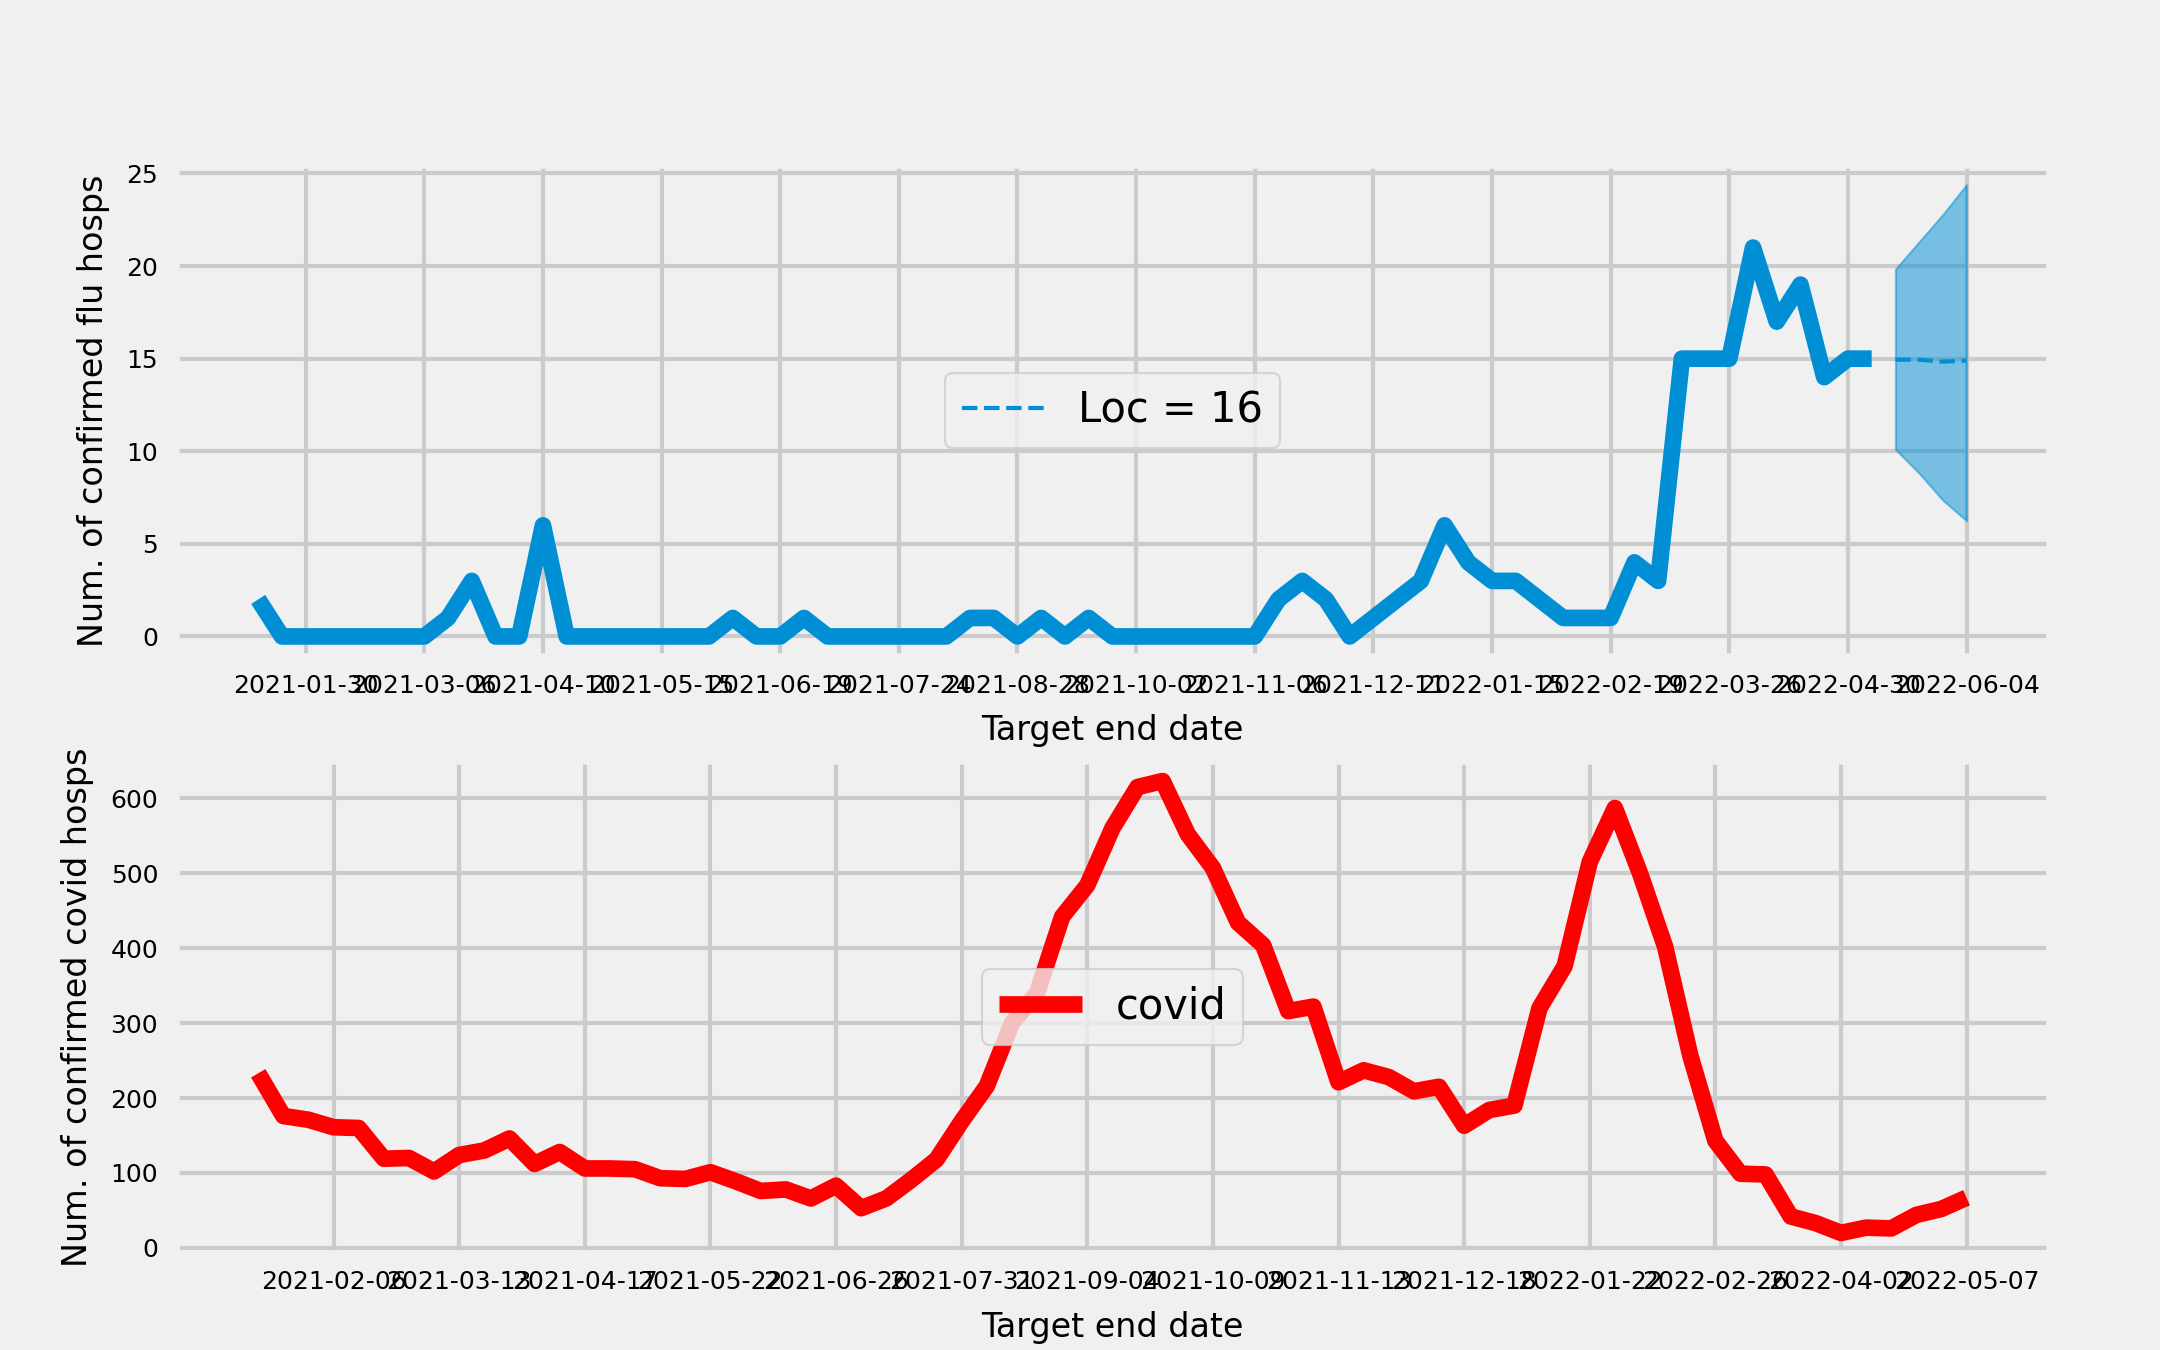 Num. of confirmed flu hosps
25
20
15
10
5
0
Loc = 16
2021-01-30 2021-03-06 2021-04-10 2021-05-15 2021-06-19 2021-07-24 2021-08-28 2021-10-02 2021-11-06 2021-12-11 2022-01-15 2022-02-19 2022-03-26 2022-04-30 2022-06-04
Target end date
Num. of confirmed covid hosps
600
500
400
300
200
100
0
covid
2021-02-06 2021-03-13 2021-04-17 2021-05-22 2021-06-26 2021-07-31 2021-09-04 2021-10-09 2021-11-13 2021-12-18 2022-01-22 2022-02-26 2022-04-02 2022-05-07
Target end date